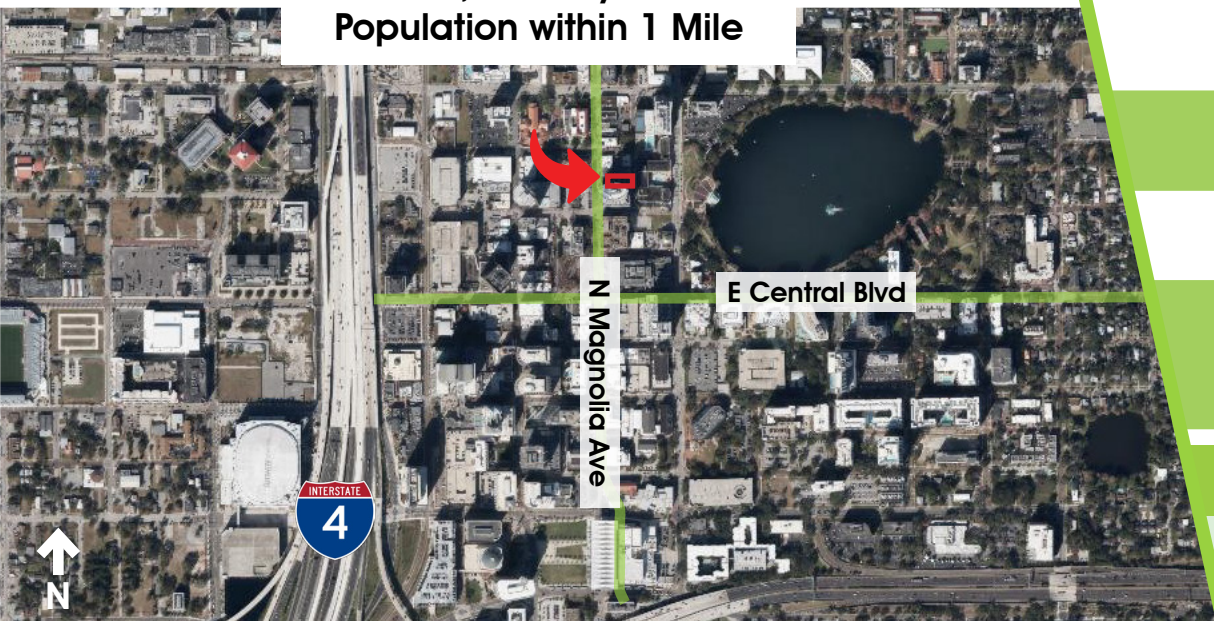 Population within 1 Mile
E Central Blvd
N Magnolia Ave
INTERSTATE
4
N